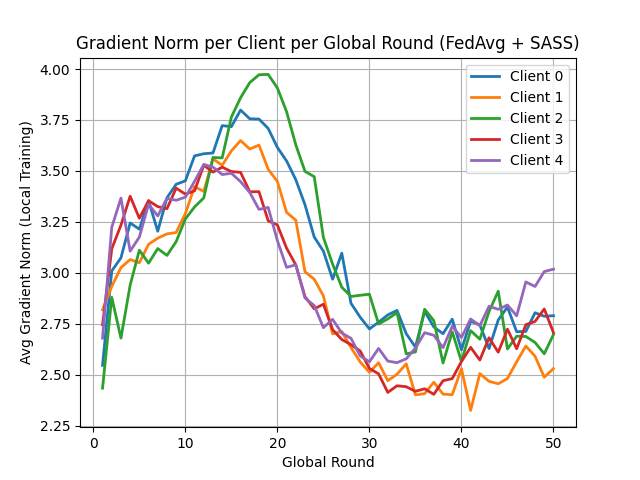 Gradient Norm per Client per Global Round (FedAvg + SASS)
Avg Gradient Norm (Local Training)
4.00
3.75
3.50
3.25
3.00
2.75
2.50
2.25
Client 0
Client 1
Client 2
Client 3
Client 4
0 10 20 30 40 50
Global Round